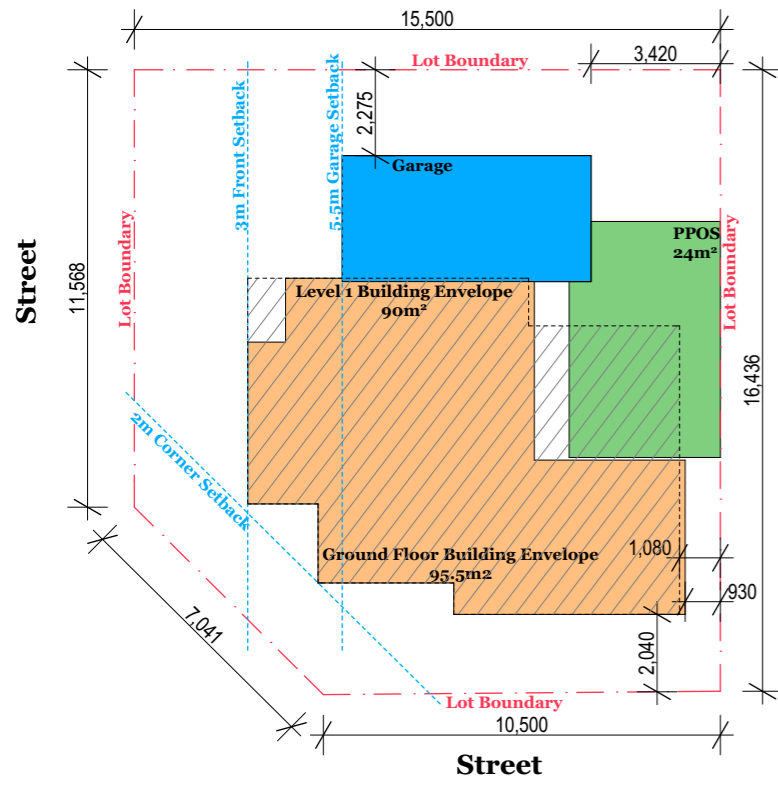 15,500
Lot Boundary
3,420
3m Front Setback
5.5m Garage Setback
2,275
Garage
PPOS
24m²
Lot Boundary
Lot Boundary
Street
11,568
Level 1 Building Envelope
90m²
16,436
2m Corner Setback
Ground Floor Building Envelope
95.5m2
1,080
930
7,041
2,040
Lot Boundary
10,500
Street